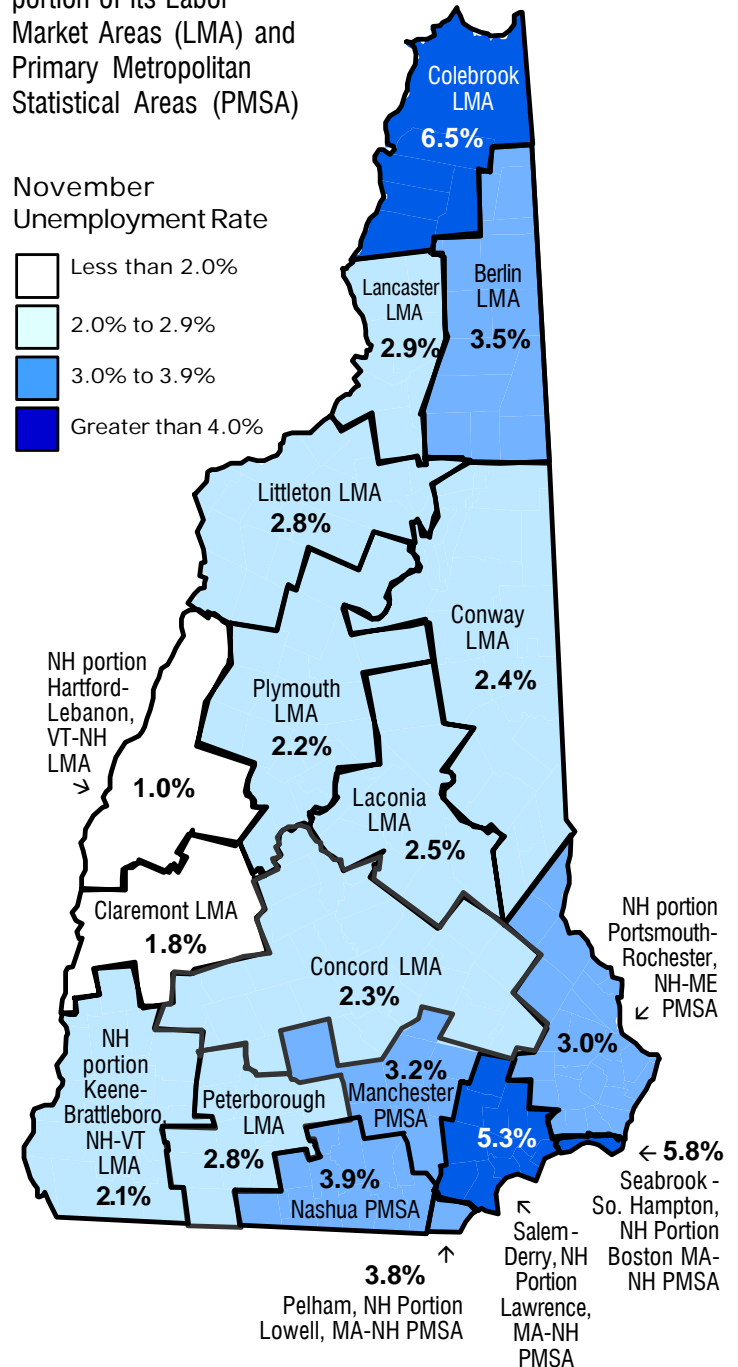 portion of its Labor
Market Areas (LMA) and
Primary Metropolitan
Statistical Areas (PMSA)
November
Unemployment Rate
Less than 2.0%
2.0% to 2.9%
3.0% to 3.9%
Greater than 4.0%
Colebrook
LMA
6.5%
Berlin
LMA
3.5%
Lancaster
LMA
2.9%
Littleton LMA
2.8%
Conway
LMA
2.4%
Plymouth
LMA
2.2%
NH portion
Hartford-
Lebanon,
VT-NH
LMA
↘
1.0%
Laconia
LMA
2.5%
Claremont LMA
1.8%
Concord LMA
2.3%
NH portion
Portsmouth-
Rochester,
NH-ME
PMSA
↙
3.0%
NH
portion
Keene-
Brattleboro,
NH-VT
LMA
2.1%
Peterborough
LMA
2.8%
3.2%
Manchester
PMSA
3.9%
Nashua PMSA
5.3%
← 5.8%
Seabrook -
So. Hampton,
NH Portion
Boston MA-
NH PMSA
↖
Salem -
Derry, NH
Portion
Lawrence,
MA-NH
PMSA
↑
3.8%
Pelham, NH Portion
Lowell, MA-NH PMSA